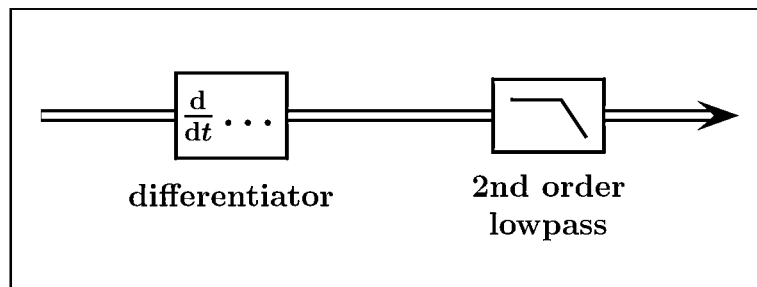 d
dt ...
differentiator
2nd order
lowpass